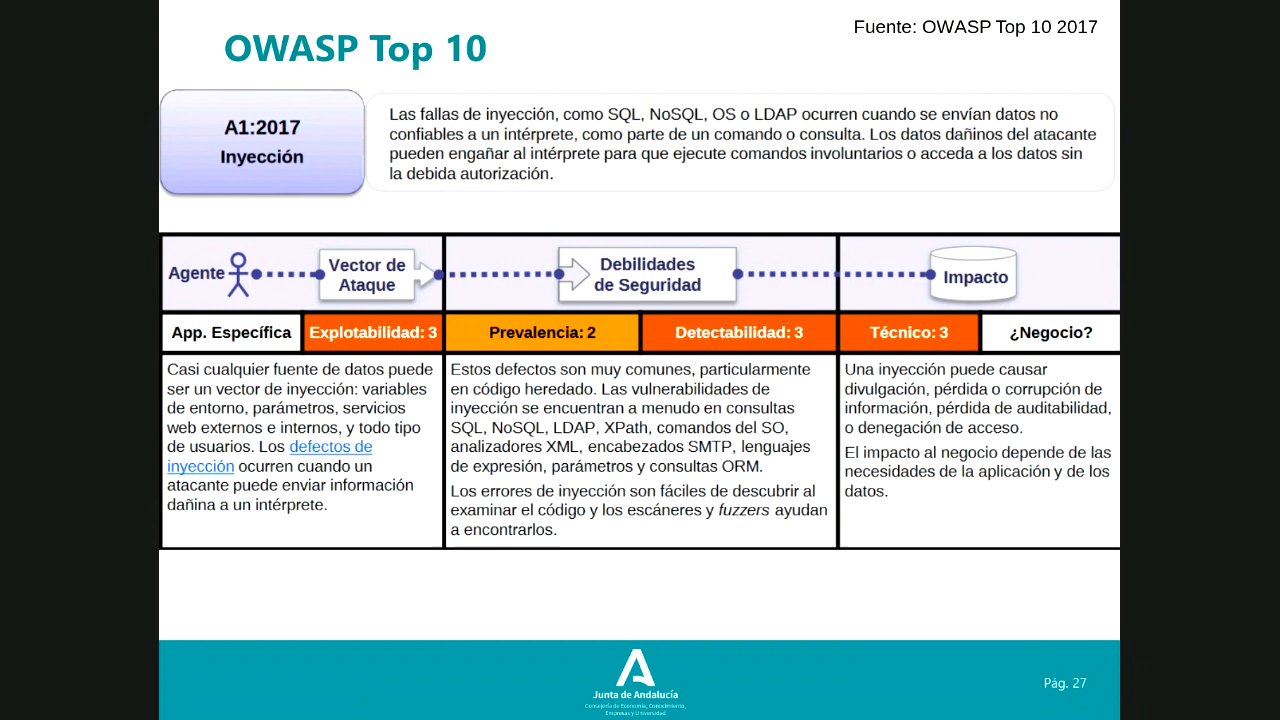 Fuente: OWASP Top 10 2017
OWASP Top 10
A1:2017
Inyección
Las fallas de inyección, como SQL, NoSQL, OS o LDAP ocurren cuando se envían datos no
confiables a un intérprete, como parte de un comando o consulta. Los datos dañinos del atacante
pueden engañar al intérprete para que ejecute comandos involuntarios o acceda a los datos sin
la debida autorización.
Agente
Vector de
Ataque
Debilidades
de Seguridad
Impacto
App. Específica
Explotabilidad: 3
Prevalencia: 2
Detectabilidad: 3
Técnico: 3
¿Negocio?
Casi cualquier fuente de datos puede
ser un vector de inyección: variables
de entorno, parámetros, servicios
web externos e internos, y todo tipo
de usuarios. Los defectos de
inyección ocurren cuando un
atacante puede enviar información
dañina a un intérprete.
Estos defectos son muy comunes, particularmente
en código heredado. Las vulnerabilidades de
inyección se encuentran a menudo en consultas
SQL, NoSQL, LDAP, XPath, comandos del SO,
analizadores XML, encabezados SMTP, lenguajes
de expresión, parámetros y consultas ORM.
Los errores de inyección son fáciles de descubrir al
examinar el código y los escáneres y fuzzers ayudan
a encontrarlos.
Una inyección puede causar
divulgación, pérdida o corrupción de
información, pérdida de auditabilidad,
o denegación de acceso.
El impacto al negocio depende de las
necesidades de la aplicación y de los
datos.
Junta de Andalucía
Consejería de Economía, Conocimiento,
Empresas y Universidad
Pág. 27